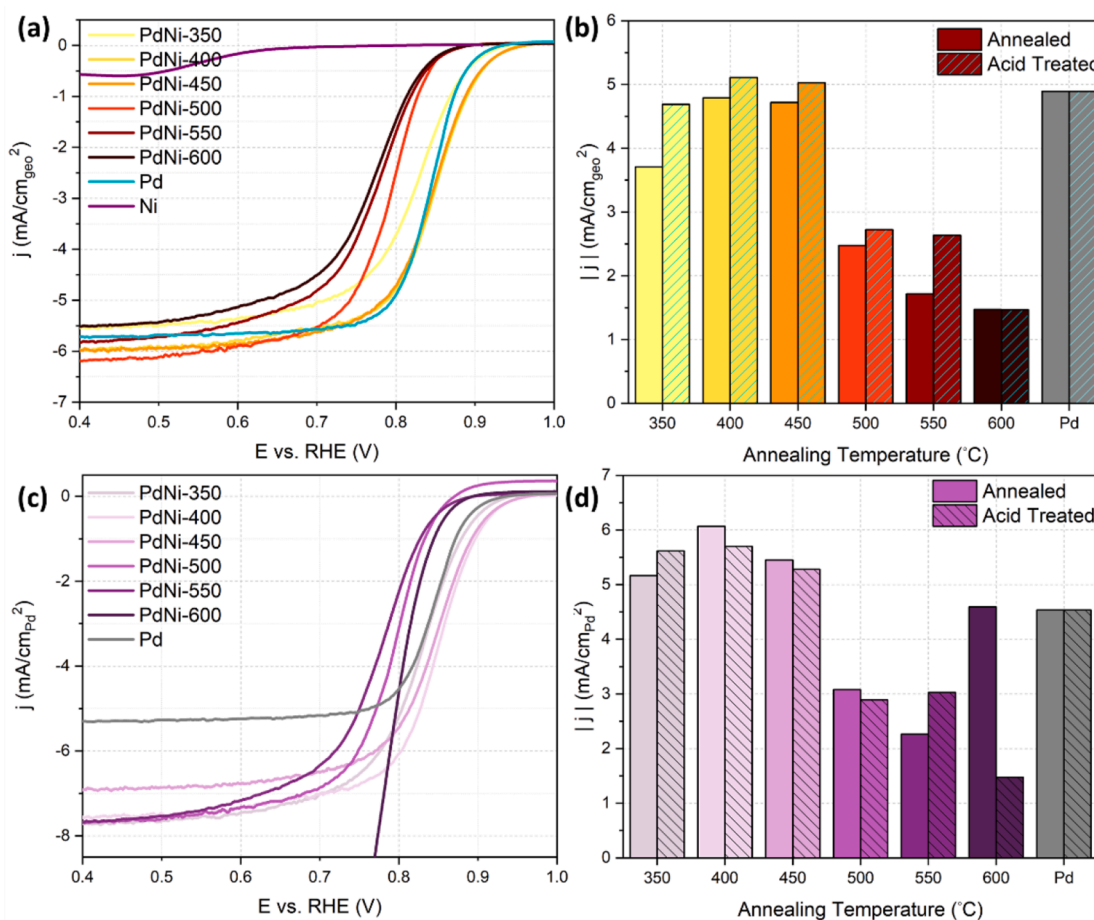 (a)
PdNi-350
PdNi-400
PdNi-450
PdNi-500
PdNi-550
PdNi-600
Pd
Ni
0
-1
-2
-3
-4
-5
-6
-7
j (mA/cm_geo^2)
0.4 0.5 0.6 0.7 0.8 0.9 1.0
E vs. RHE (V)
(b)
Annealed
Acid Treated
6
5
4
3
2
1
0
| j | (mA/cm_geo^2)
350 400 450 500 550 600 Pd
Annealing Temperature (°C)
(c)
PdNi-350
PdNi-400
PdNi-450
PdNi-500
PdNi-550
PdNi-600
Pd
0
-2
-4
-6
-8
j (mA/cm_Pd^2)
0.4 0.5 0.6 0.7 0.8 0.9 1.0
E vs. RHE (V)
(d)
Annealed
Acid Treated
7
6
5
4
3
2
1
0
| j | (mA/cm_Pd^2)
350 400 450 500 550 600 Pd
Annealing Temperature (°C)